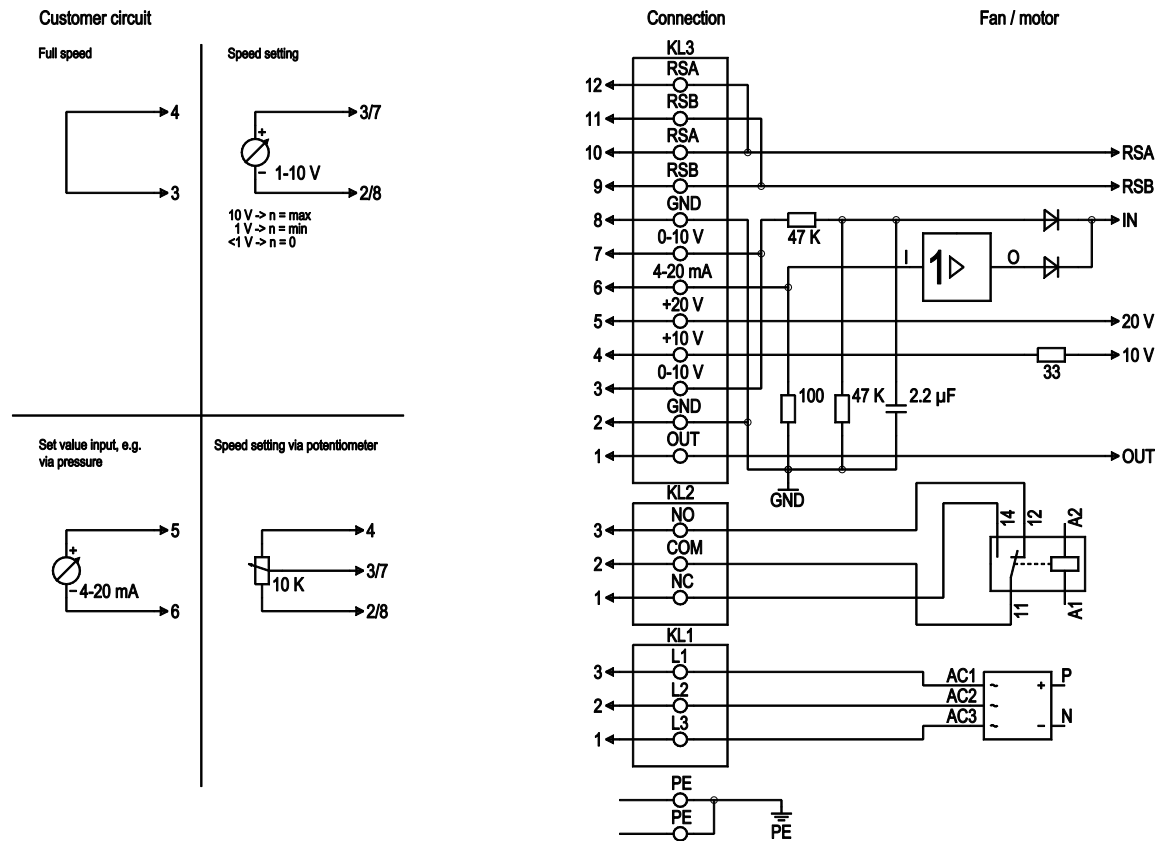 Customer circuit
Connection
Fan / motor
Full speed
4
3
Speed setting
3/7
+
– 1-10 V
2/8
10 V -> n = max
1 V -> n = min
<1 V -> n = 0
Set value input, e.g.
via pressure
5
+
– 4-20 mA
6
Speed setting via potentiometer
4
3/7
10 K
2/8
KL3
12 RSA
11 RSB
10 RSA RSA
9 RSB RSB
8 GND IN
47 K
7 0-10 V
I 1 O
6 4-20 mA
5 +20 V 20 V
4 +10 V 10 V
33
3 0-10 V
100 47 K 2.2 µF
2 GND
1 OUT OUT
GND
KL2
3 NO
2 COM
1 NC
14 12 A2
11 A1
KL1
3 L1
2 L2
1 L3
AC1 ~ + P
AC2 ~
AC3 ~ – N
PE
PE
PE